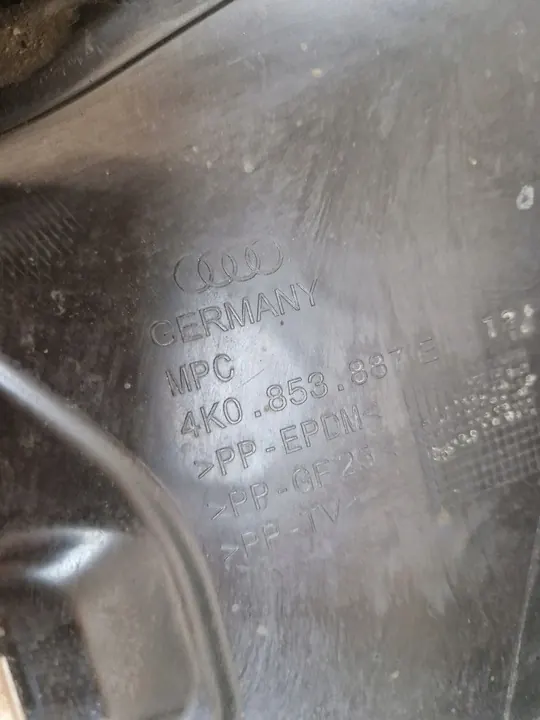 GERMANY
MPC
4K0.853.887 E
>PP-EPDM<
>PP-GF25
>PP-TV